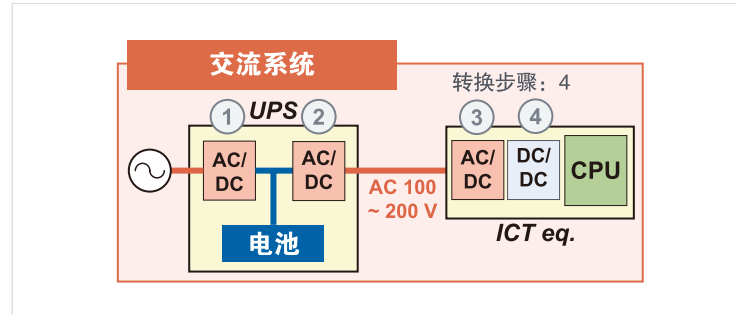 交流系统
转换步骤：4
① UPS ②
③ ④
AC/
DC
AC/
DC
AC/
DC
DC/
DC
CPU
AC 100
~ 200 V
电池
ICT eq.